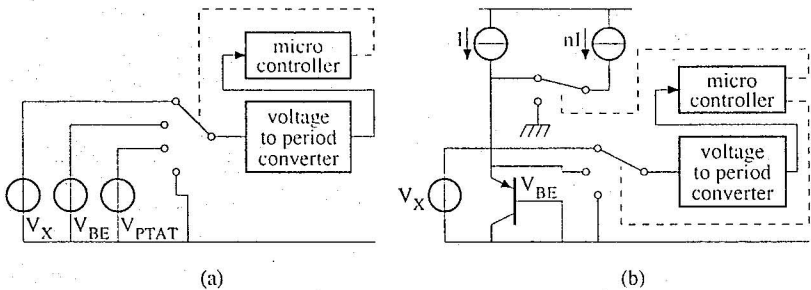 micro
controller
voltage
to period
converter
V_X
V_BE
V_PTAT
(a)
I
nI
micro
controller
voltage
to period
converter
V_X
V_BE
(b)